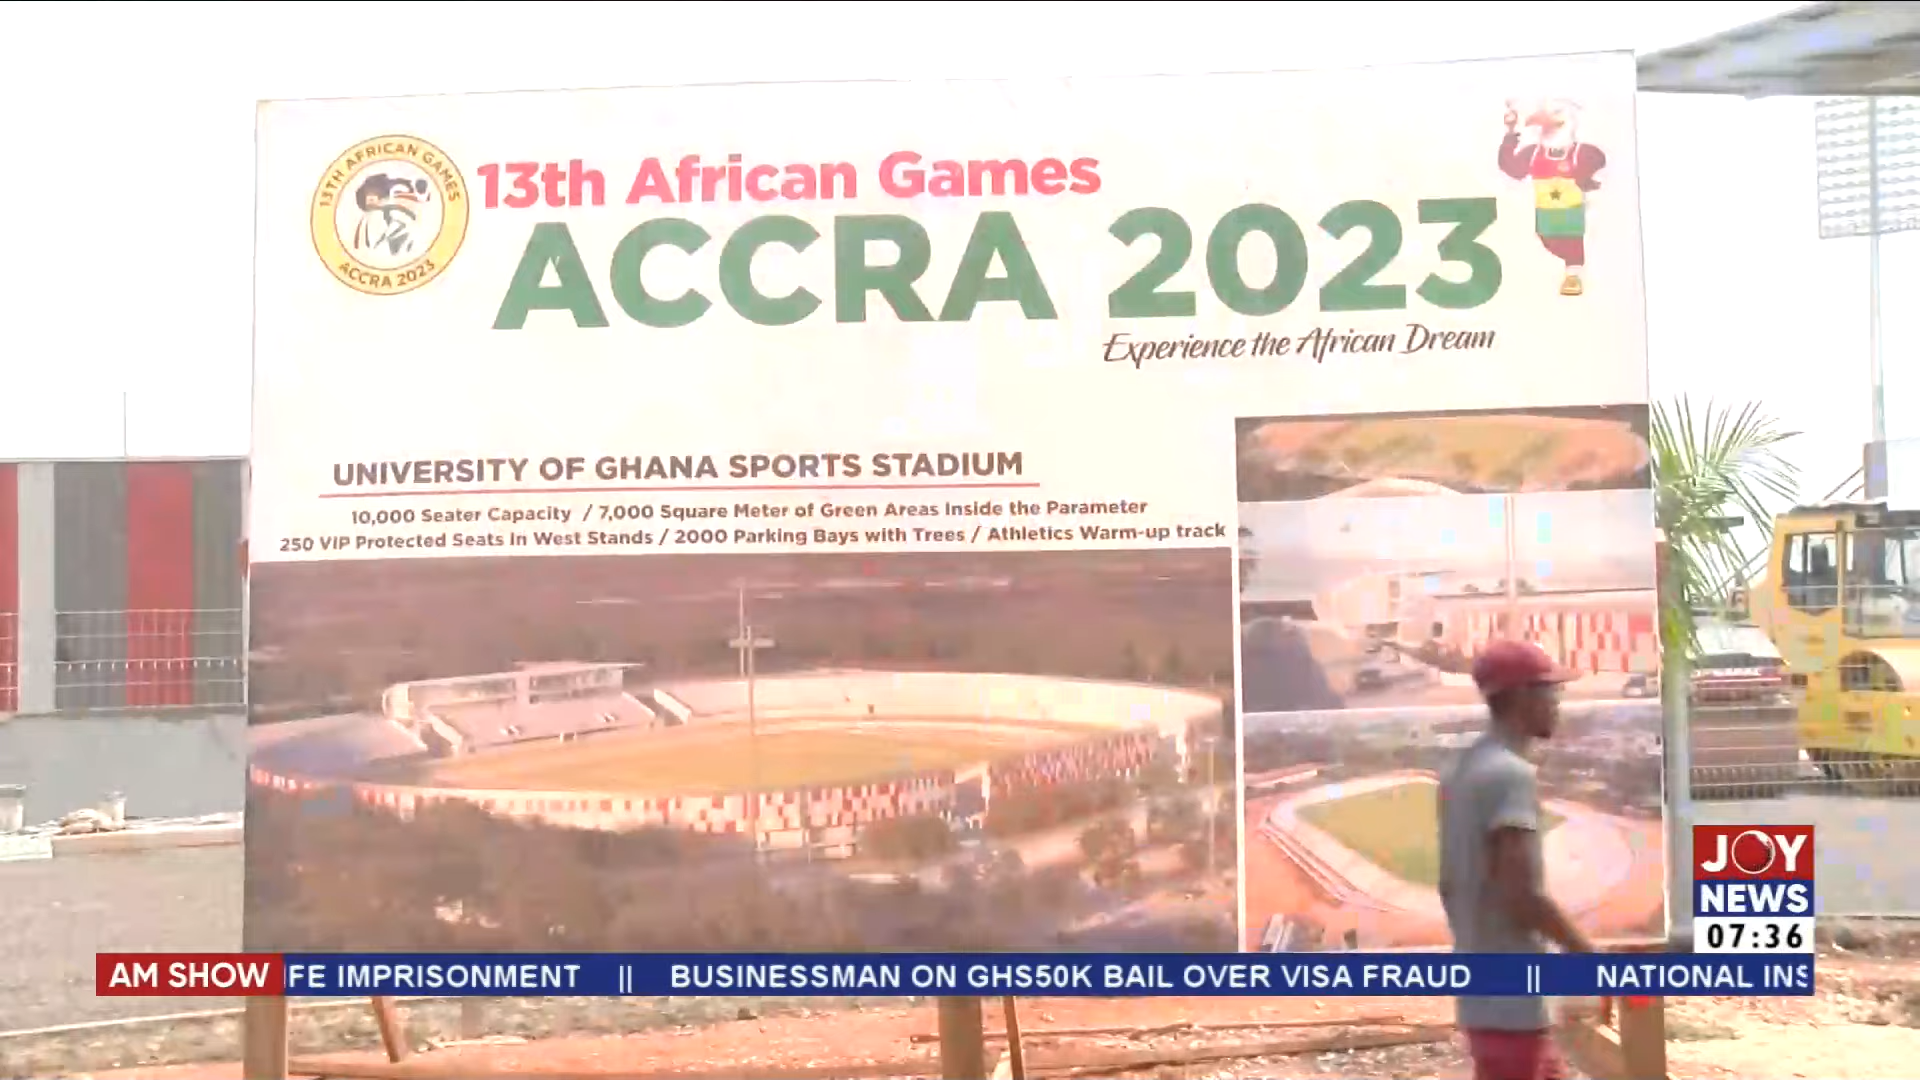 13TH AFRICAN GAMES
ACCRA 2023
13th African Games
ACCRA 2023
Experience the African Dream
UNIVERSITY OF GHANA SPORTS STADIUM
10,000 Seater Capacity / 7,000 Square Meter of Green Areas Inside the Parameter
250 VIP Protected Seats In West Stands / 2000 Parking Bays with Trees / Athletics Warm-up track
JOY
NEWS
07:36
AM SHOW IFE IMPRISONMENT || BUSINESSMAN ON GHS50K BAIL OVER VISA FRAUD || NATIONAL INS